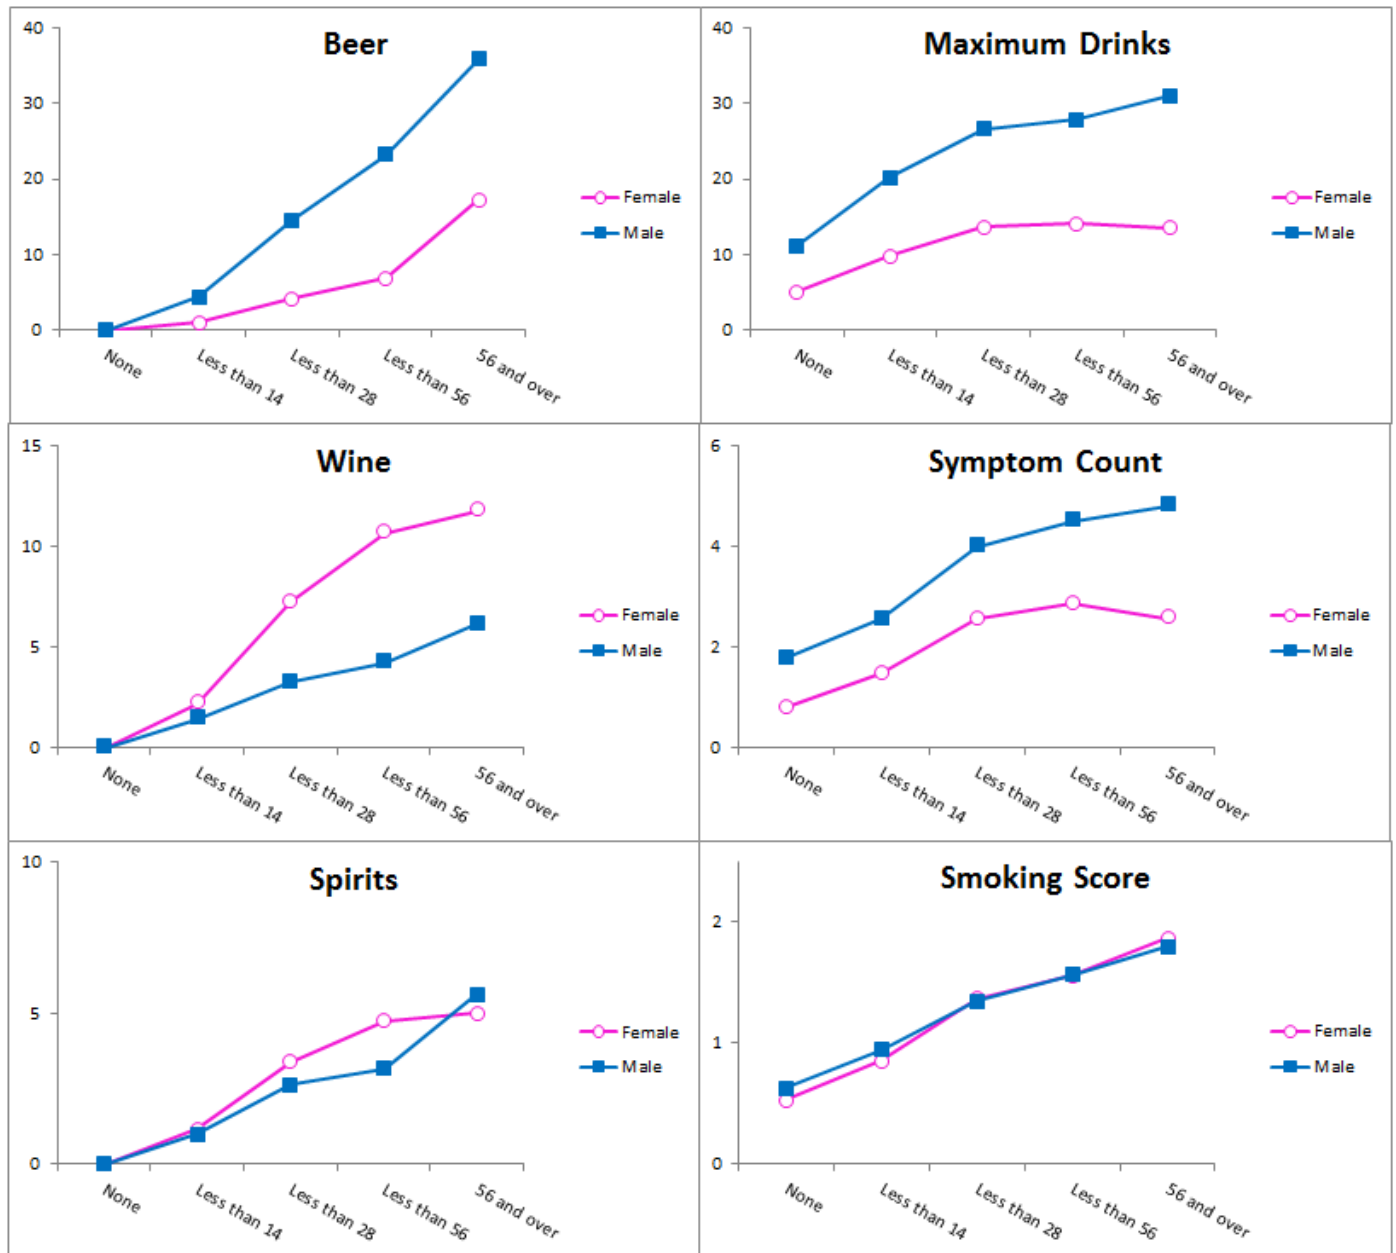 Beer
40
30
20
10
0
None
Less than 14
Less than 28
Less than 56
56 and over
Female
Male
Maximum Drinks
40
30
20
10
0
None
Less than 14
Less than 28
Less than 56
56 and over
Female
Male
Wine
15
10
5
0
None
Less than 14
Less than 28
Less than 56
56 and over
Female
Male
Symptom Count
6
4
2
0
None
Less than 14
Less than 28
Less than 56
56 and over
Female
Male
Spirits
10
5
0
None
Less than 14
Less than 28
Less than 56
56 and over
Female
Male
Smoking Score
2
1
0
None
Less than 14
Less than 28
Less than 56
56 and over
Female
Male